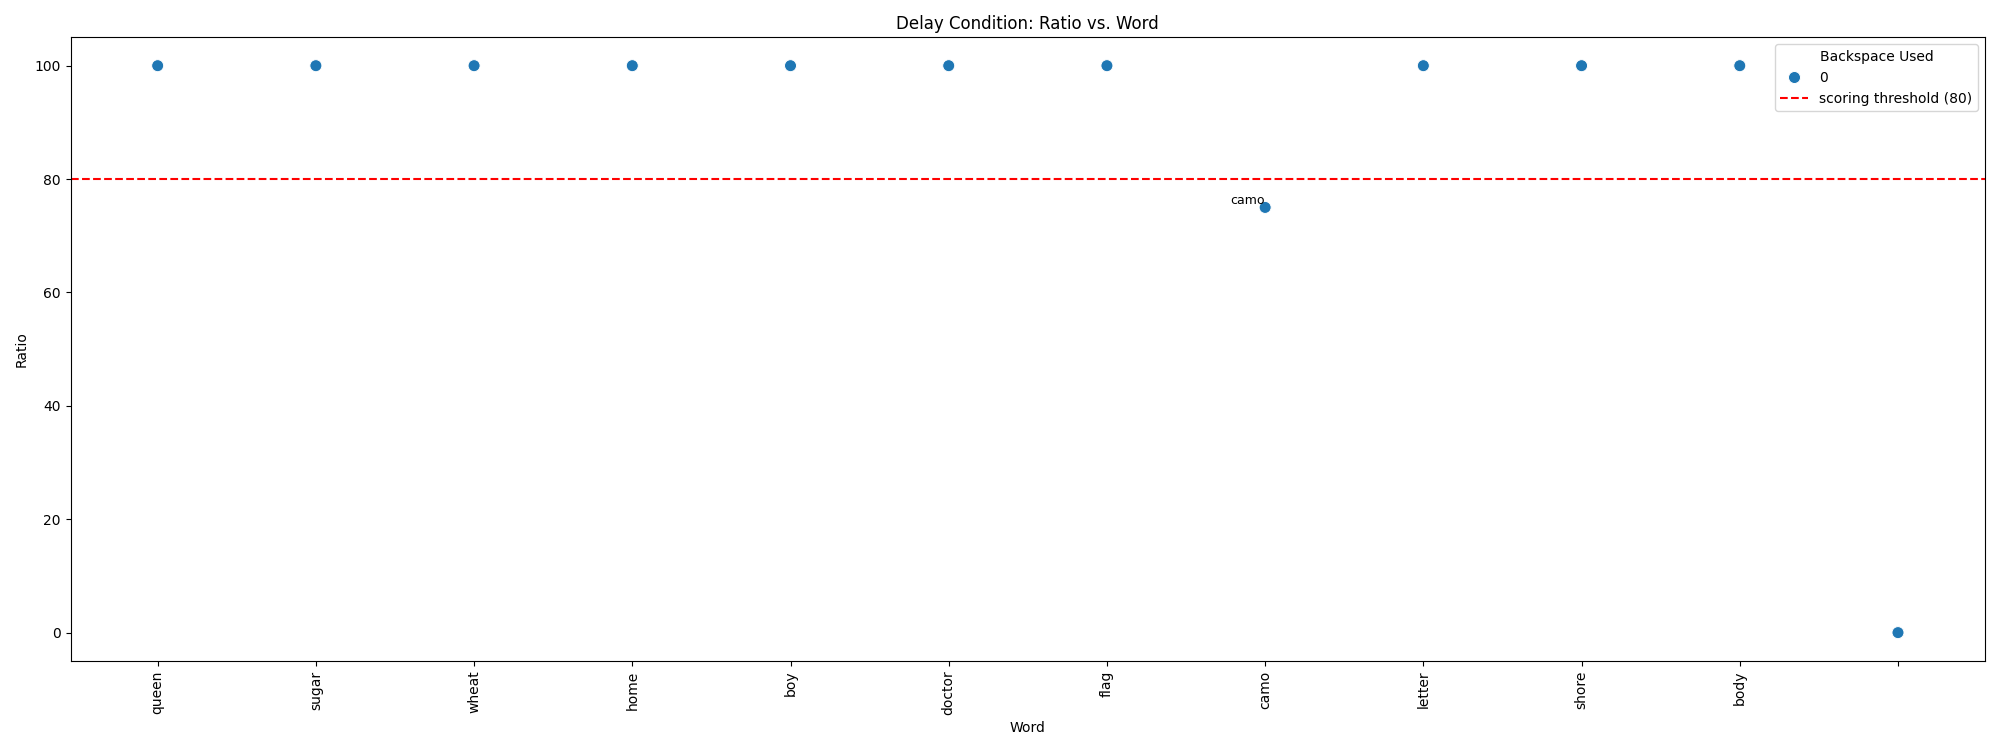 Delay Condition: Ratio vs. Word
Backspace Used
0
scoring threshold (80)
100
80
60
40
20
0
Ratio
camo
queen
sugar
wheat
home
boy
doctor
flag
camo
letter
shore
body
Word